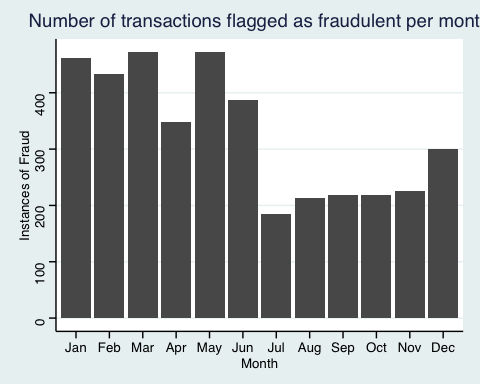 Number of transactions flagged as fraudulent per mont
Instances of Fraud
400
300
200
100
0
Jan Feb Mar Apr May Jun Jul Aug Sep Oct Nov Dec
Month